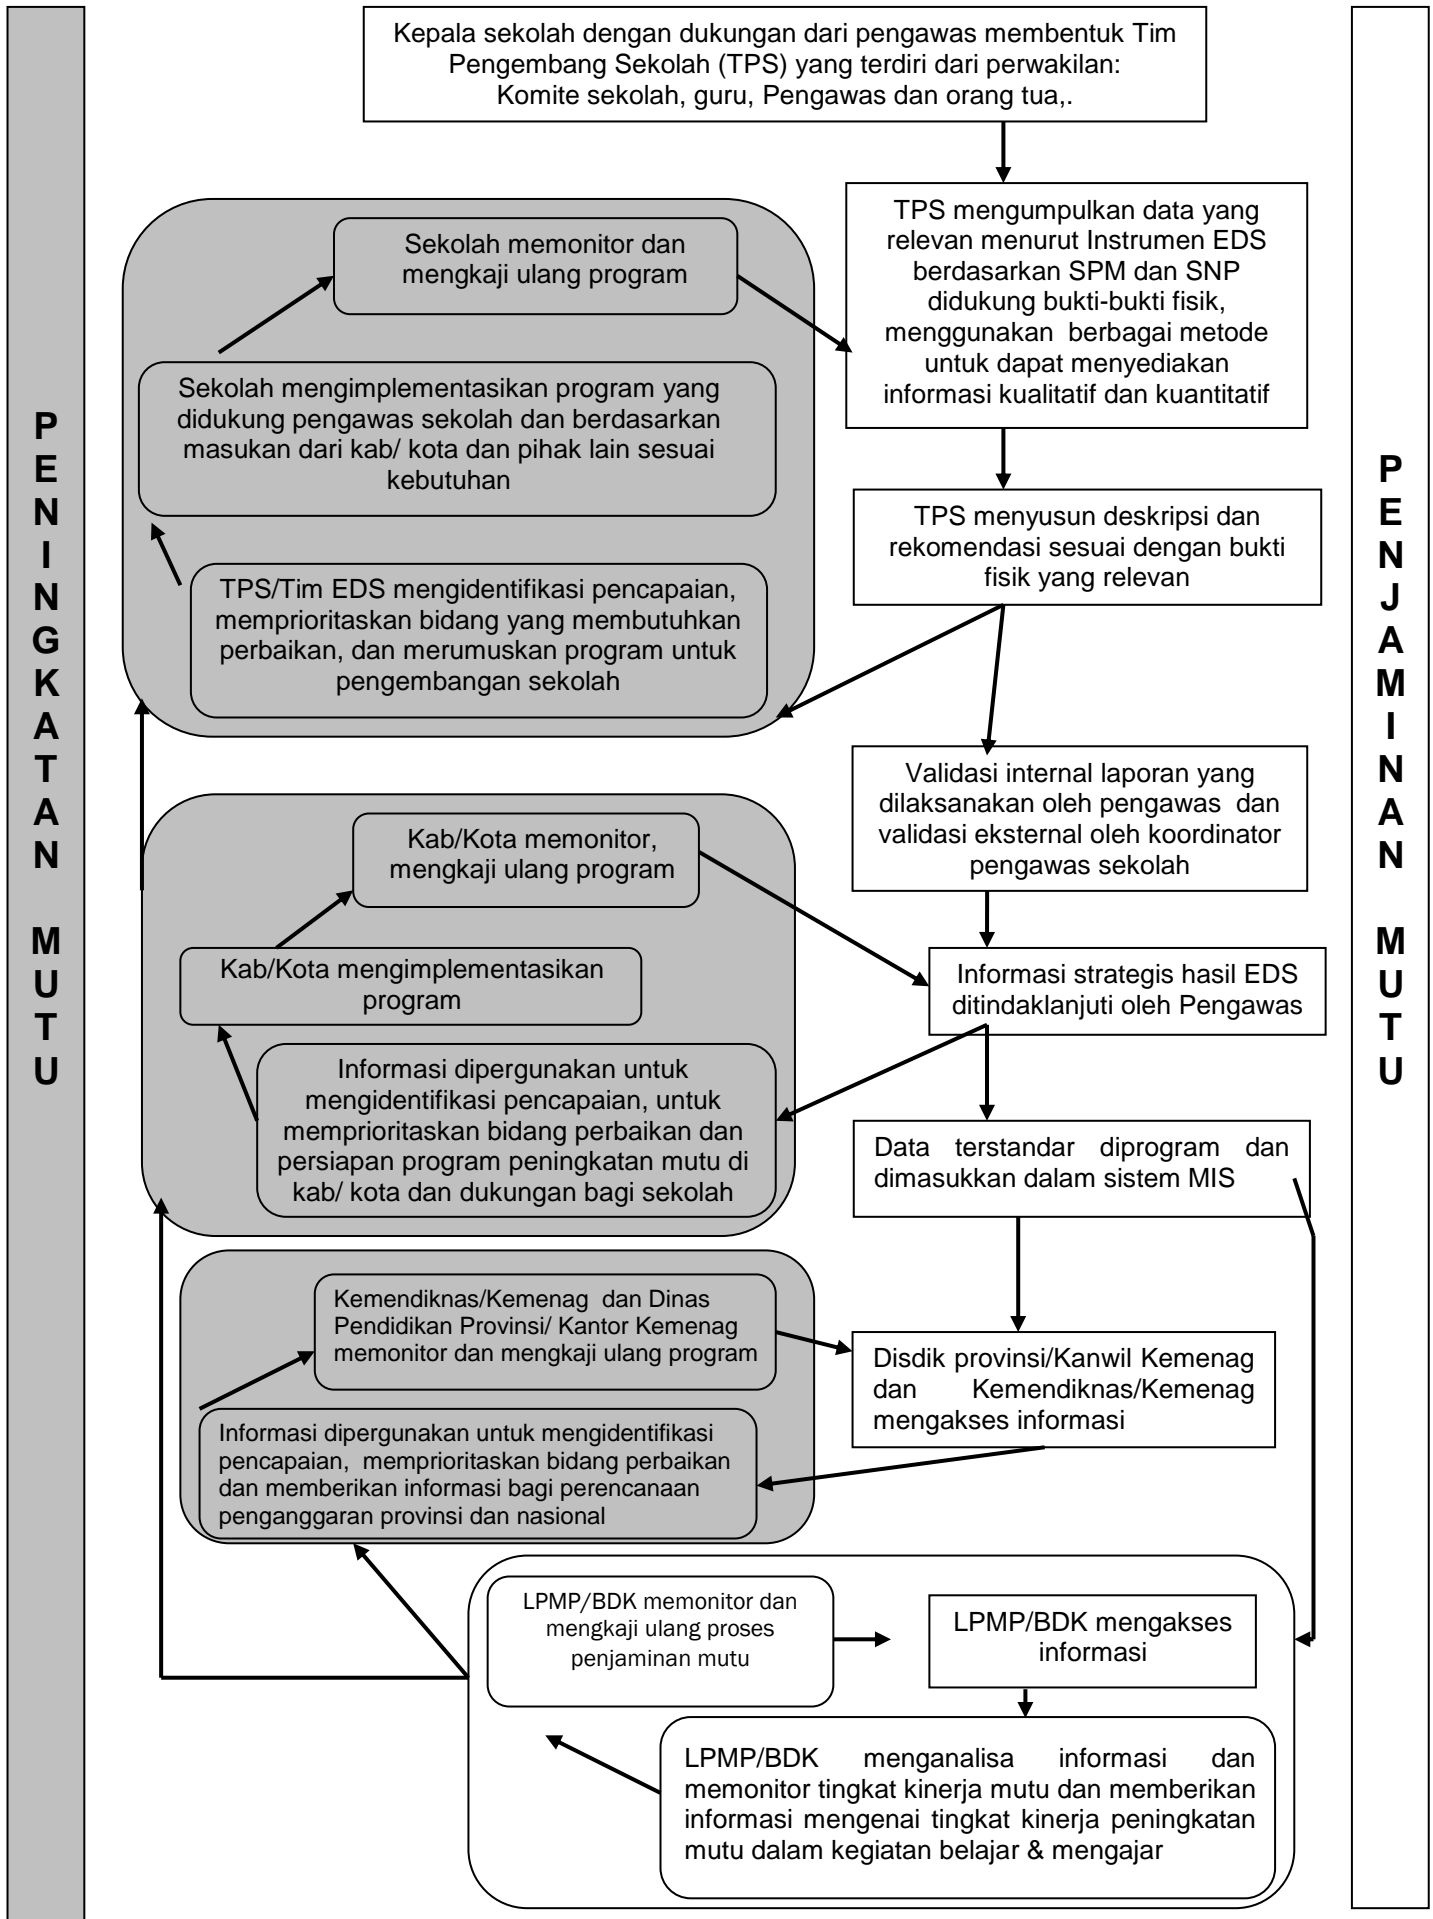 Kepala sekolah dengan dukungan dari pengawas membentuk Tim
Pengembang Sekolah (TPS) yang terdiri dari perwakilan:
Komite sekolah, guru, Pengawas dan orang tua,.
TPS mengumpulkan data yang
relevan menurut Instrumen EDS
berdasarkan SPM dan SNP
didukung bukti-bukti fisik,
menggunakan berbagai metode
untuk dapat menyediakan
informasi kualitatif dan kuantitatif
Sekolah memonitor dan
mengkaji ulang program
Sekolah mengimplementasikan program yang
didukung pengawas sekolah dan berdasarkan
masukan dari kab/ kota dan pihak lain sesuai
kebutuhan
TPS/Tim EDS mengidentifikasi pencapaian,
memprioritaskan bidang yang membutuhkan
perbaikan, dan merumuskan program untuk
pengembangan sekolah
TPS menyusun deskripsi dan
rekomendasi sesuai dengan bukti
fisik yang relevan
Validasi internal laporan yang
dilaksanakan oleh pengawas dan
validasi eksternal oleh koordinator
pengawas sekolah
Kab/Kota memonitor,
mengkaji ulang program
Kab/Kota mengimplementasikan
program
Informasi dipergunakan untuk
mengidentifikasi pencapaian, untuk
memprioritaskan bidang perbaikan dan
persiapan program peningkatan mutu di
kab/ kota dan dukungan bagi sekolah
Informasi strategis hasil EDS
ditindaklanjuti oleh Pengawas
Data terstandar diprogram dan
dimasukkan dalam sistem MIS
Kemendiknas/Kemenag dan Dinas
Pendidikan Provinsi/ Kantor Kemenag
memonitor dan mengkaji ulang program
Informasi dipergunakan untuk mengidentifikasi
pencapaian, memprioritaskan bidang perbaikan
dan memberikan informasi bagi perencanaan
penganggaran provinsi dan nasional
Disdik provinsi/Kanwil Kemenag
dan Kemendiknas/Kemenag
mengakses informasi
LPMP/BDK memonitor dan
mengkaji ulang proses
penjaminan mutu
LPMP/BDK mengakses
informasi
LPMP/BDK menganalisa informasi dan
memonitor tingkat kinerja mutu dan memberikan
informasi mengenai tingkat kinerja peningkatan
mutu dalam kegiatan belajar & mengajar
PENINGKATAN MUTU
PENJAMINAN MUTU